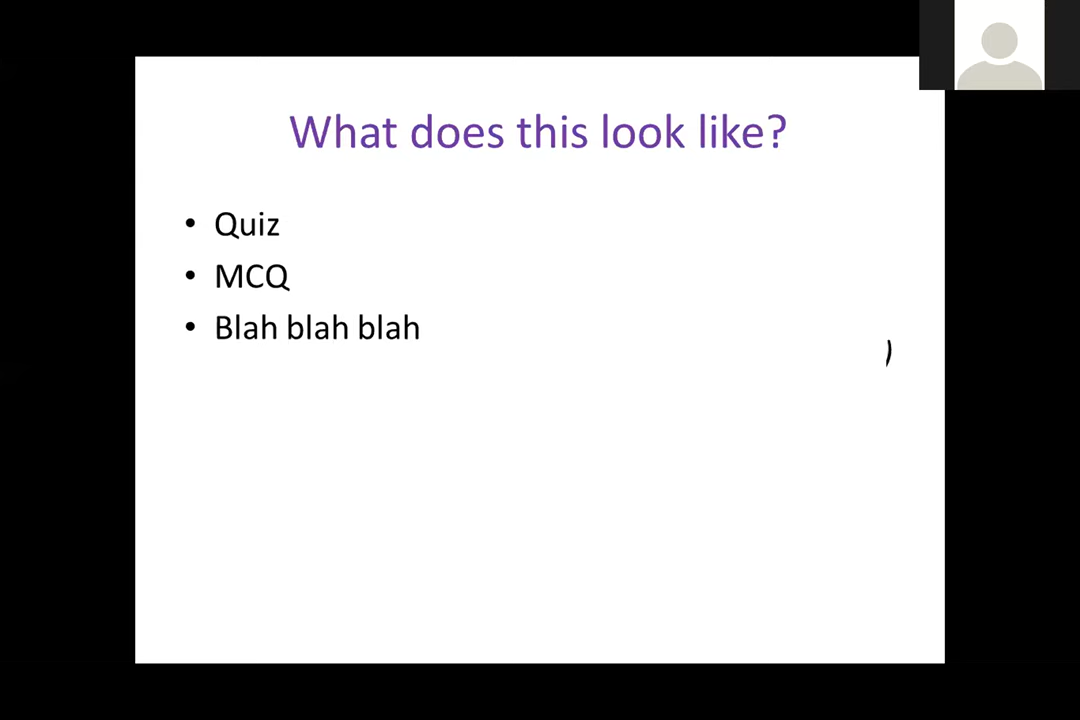 What does this look like?
• Quiz
• MCQ
• Blah blah blah
)